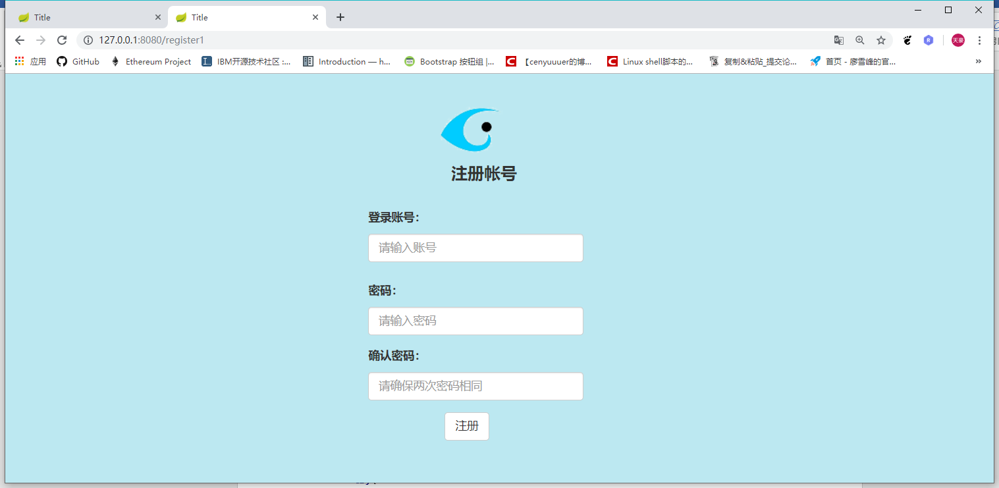 Title
Title
127.0.0.1:8080/register1
天豪
应用
GitHub
Ethereum Project
IBM开源技术社区 :...
Introduction — h...
Bootstrap 按钮组 |...
【cenyuuuer的博...
Linux shell脚本的...
复制&粘贴_提交论...
首页 - 廖雪峰的官...
»
注册帐号
登录账号：
请输入账号
密码：
请输入密码
确认密码：
请确保两次密码相同
注册